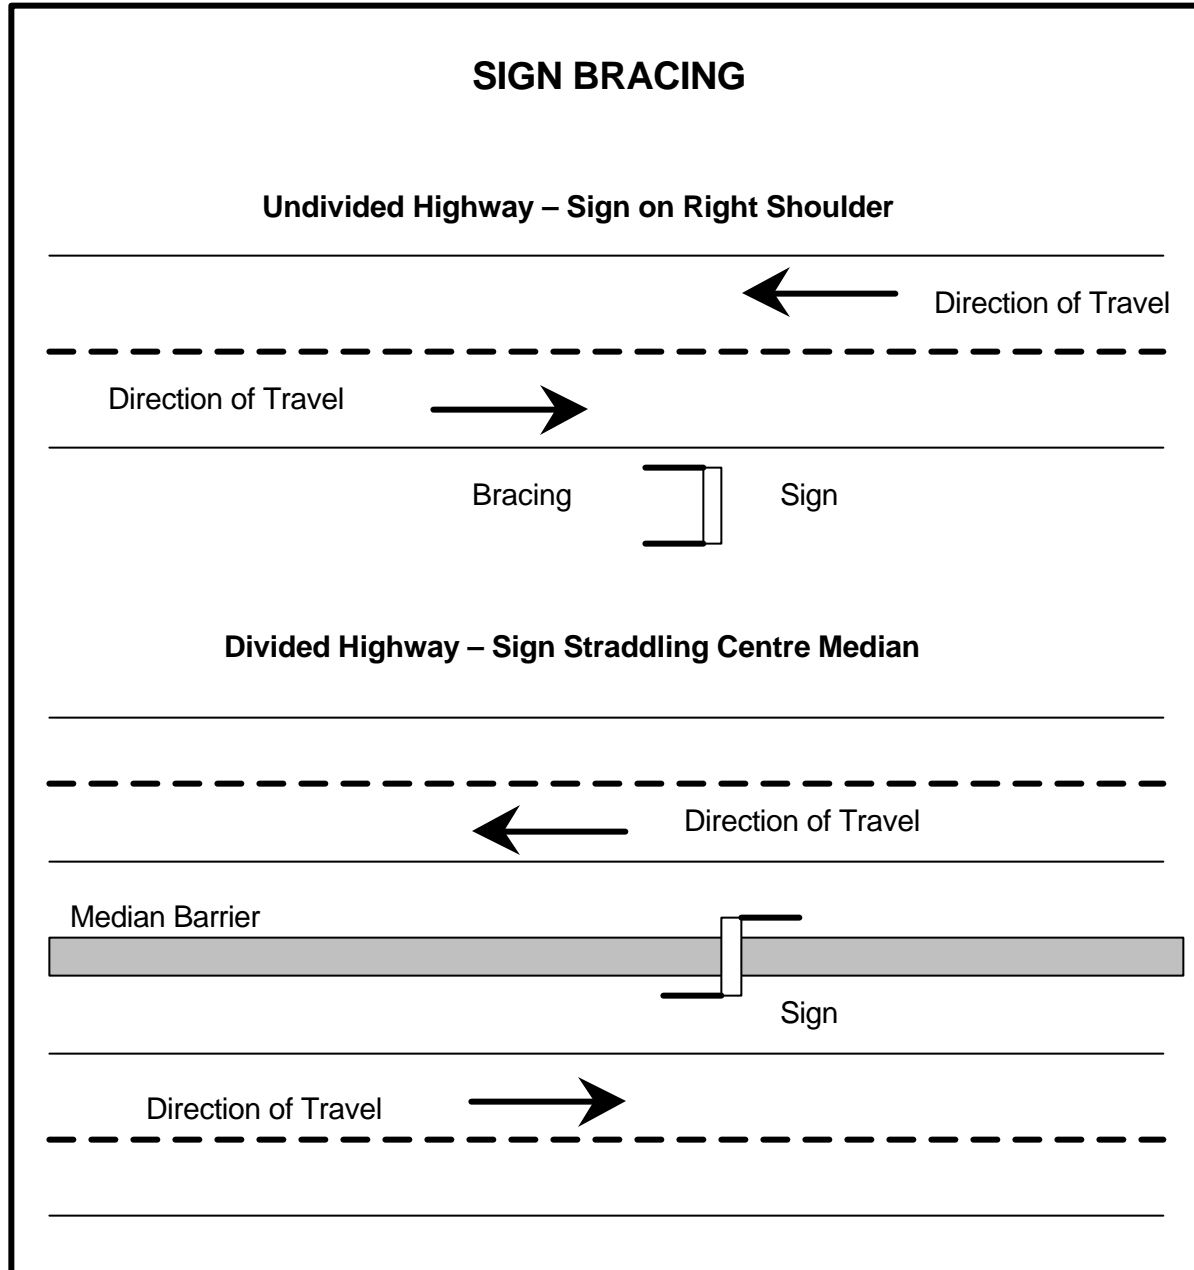 SIGN BRACING
Undivided Highway – Sign on Right Shoulder
Direction of Travel
Direction of Travel
Bracing
Sign
Divided Highway – Sign Straddling Centre Median
Direction of Travel
Median Barrier
Sign
Direction of Travel